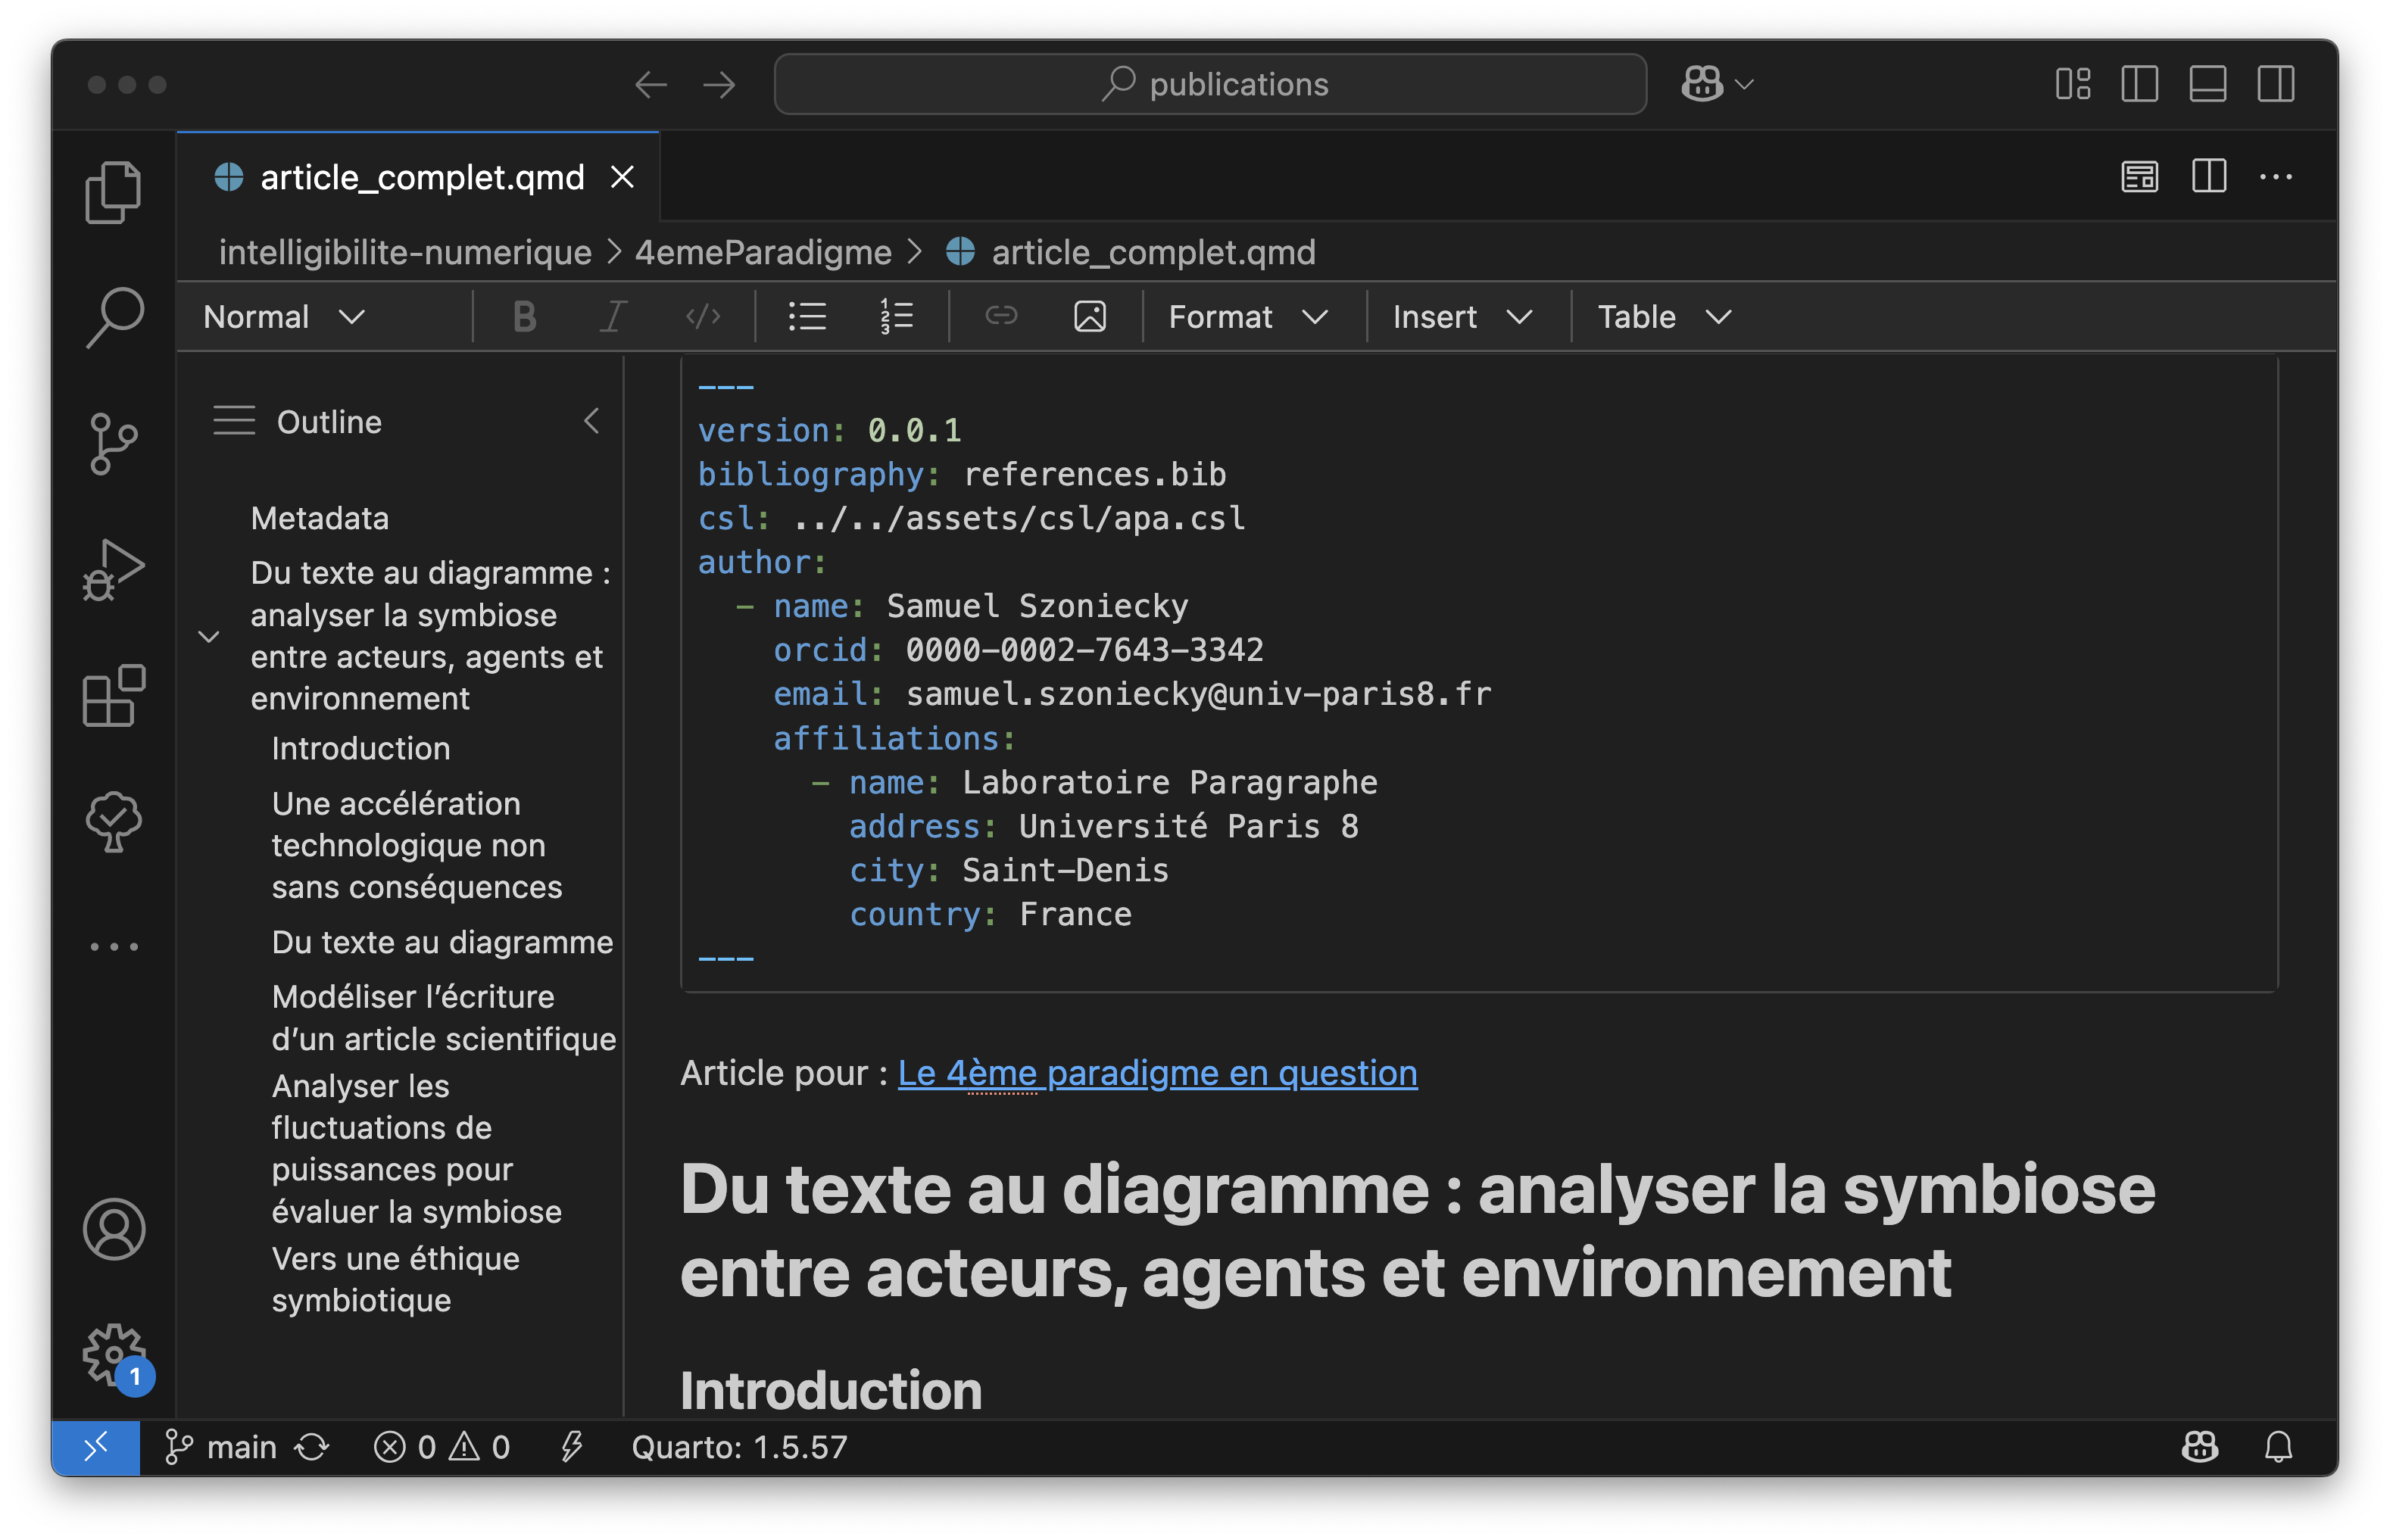 publications
article_complet.qmd
intelligibilite-numerique > 4emeParadigme > article_complet.qmd
Normal B I </> Format Insert Table
Outline
Metadata
Du texte au diagramme :
analyser la symbiose
entre acteurs, agents et
environnement
Introduction
Une accélération
technologique non
sans conséquences
Du texte au diagramme
Modéliser l’écriture
d’un article scientifique
Analyser les
fluctuations de
puissances pour
évaluer la symbiose
Vers une éthique
symbiotique
---
version: 0.0.1
bibliography: references.bib
csl: ../../assets/csl/apa.csl
author:
  - name: Samuel Szoniecky
    orcid: 0000-0002-7643-3342
    email: samuel.szoniecky@univ-paris8.fr
    affiliations:
      - name: Laboratoire Paragraphe
        address: Université Paris 8
        city: Saint-Denis
        country: France
---
Article pour : Le 4ème paradigme en question
Du texte au diagramme : analyser la symbiose
entre acteurs, agents et environnement
Introduction
1
main 0 0 Quarto: 1.5.57